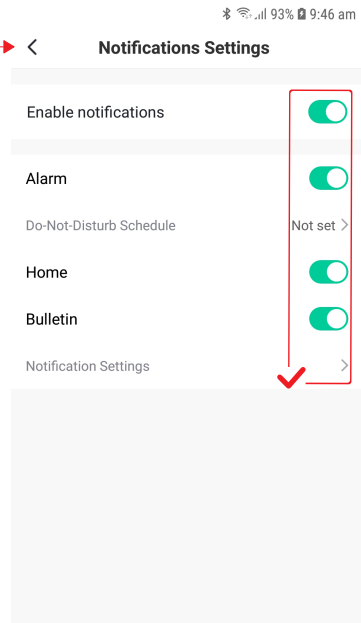 93% 9:46 am
Notifications Settings
Enable notifications
Alarm
Do-Not-Disturb Schedule Not set
Home
Bulletin
Notification Settings